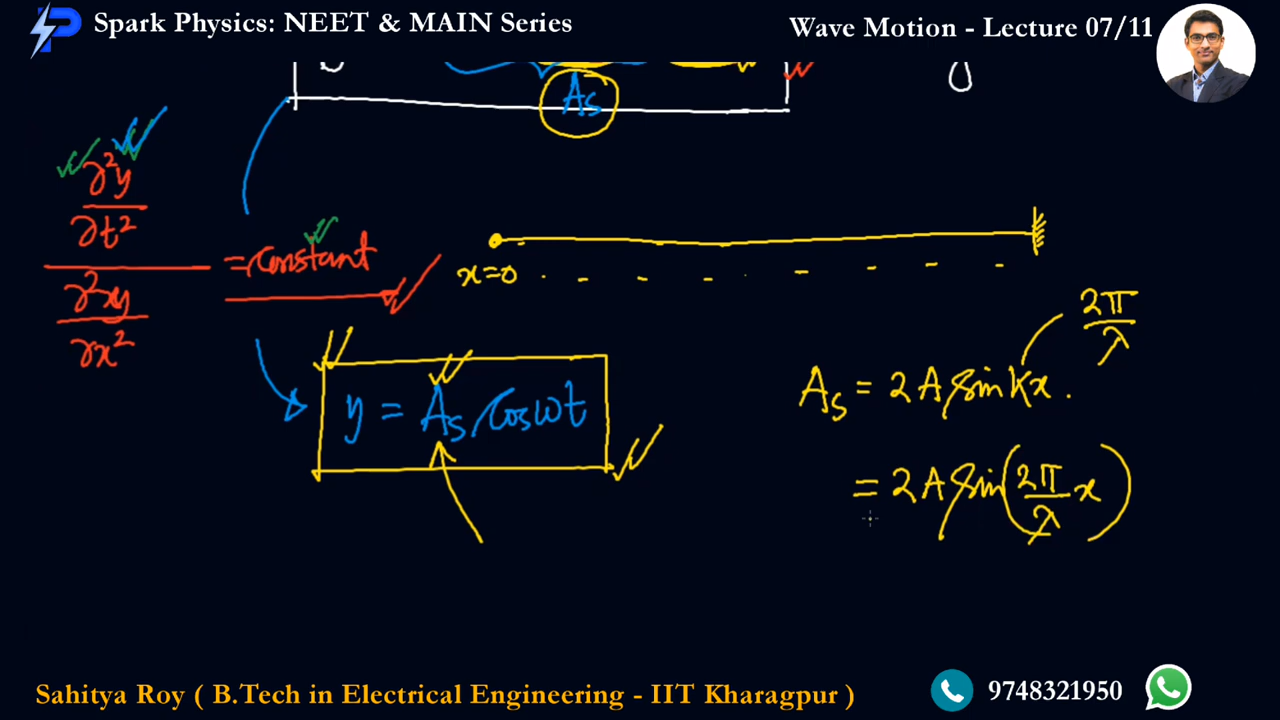 Spark Physics: NEET & MAIN Series
Wave Motion - Lecture 07/11
As
∂²y
∂t²
= Constant
∂²y
∂x²
x=0
2π
λ
y = As cosωt
As = 2A sin Kx.
= 2A sin(2π/λ x)
Sahitya Roy ( B.Tech in Electrical Engineering - IIT Kharagpur )
9748321950